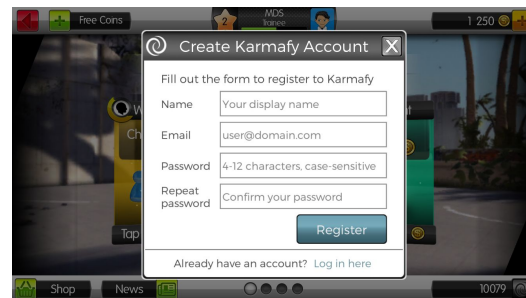 Free Coins
2
MDS
Trainee
1 250
Create Karmafy Account X
Fill out the form to register to Karmafy
Name
Your display name
Email
user@domain.com
Password
4-12 characters, case-sensitive
Repeat
password
Confirm your password
Register
Already have an account? Log in here
Tap
Shop
News
10079